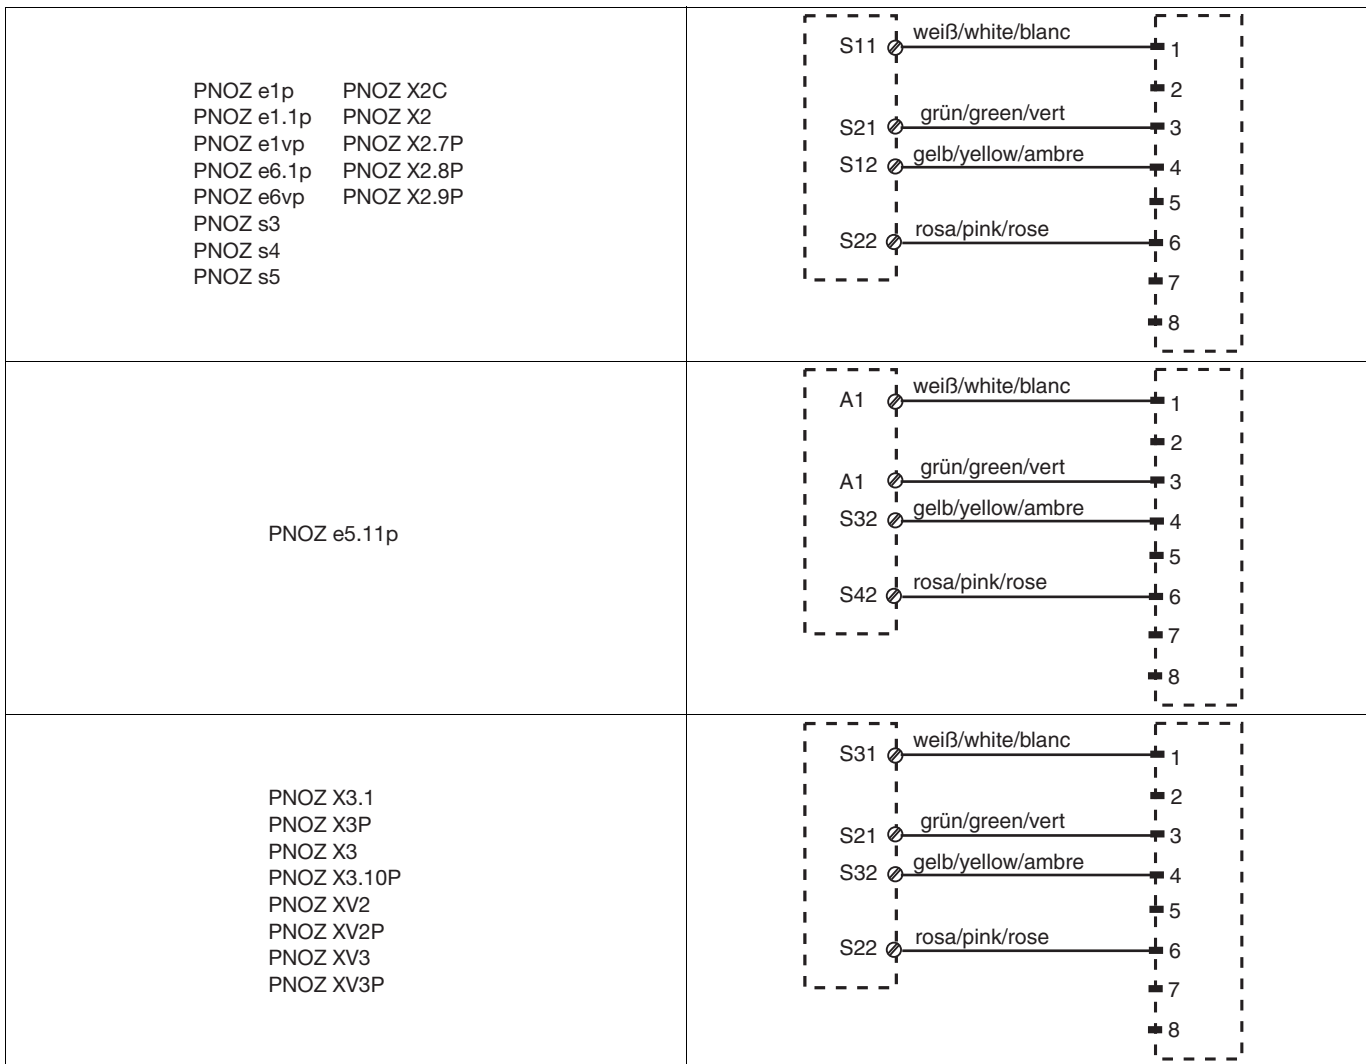 PNOZ e1p PNOZ X2C
PNOZ e1.1p PNOZ X2
PNOZ e1vp PNOZ X2.7P
PNOZ e6.1p PNOZ X2.8P
PNOZ e6vp PNOZ X2.9P
PNOZ s3
PNOZ s4
PNOZ s5
S11 weiß/white/blanc 1
2
S21 grün/green/vert 3
S12 gelb/yellow/ambre 4
5
S22 rosa/pink/rose 6
7
8
PNOZ e5.11p
A1 weiß/white/blanc 1
2
A1 grün/green/vert 3
S32 gelb/yellow/ambre 4
5
S42 rosa/pink/rose 6
7
8
PNOZ X3.1
PNOZ X3P
PNOZ X3
PNOZ X3.10P
PNOZ XV2
PNOZ XV2P
PNOZ XV3
PNOZ XV3P
S31 weiß/white/blanc 1
2
S21 grün/green/vert 3
S32 gelb/yellow/ambre 4
5
S22 rosa/pink/rose 6
7
8